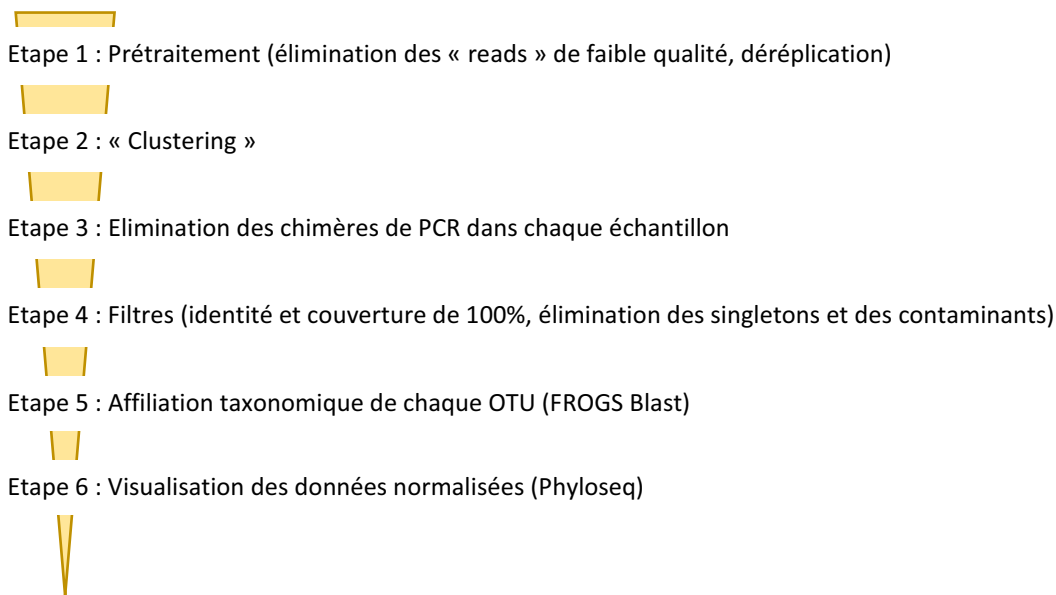 Etape 1 : Prétraitement (élimination des « reads » de faible qualité, déréplication)
Etape 2 : « Clustering »
Etape 3 : Elimination des chimères de PCR dans chaque échantillon
Etape 4 : Filtres (identité et couverture de 100%, élimination des singletons et des contaminants)
Etape 5 : Affiliation taxonomique de chaque OTU (FROGS Blast)
Etape 6 : Visualisation des données normalisées (Phyloseq)